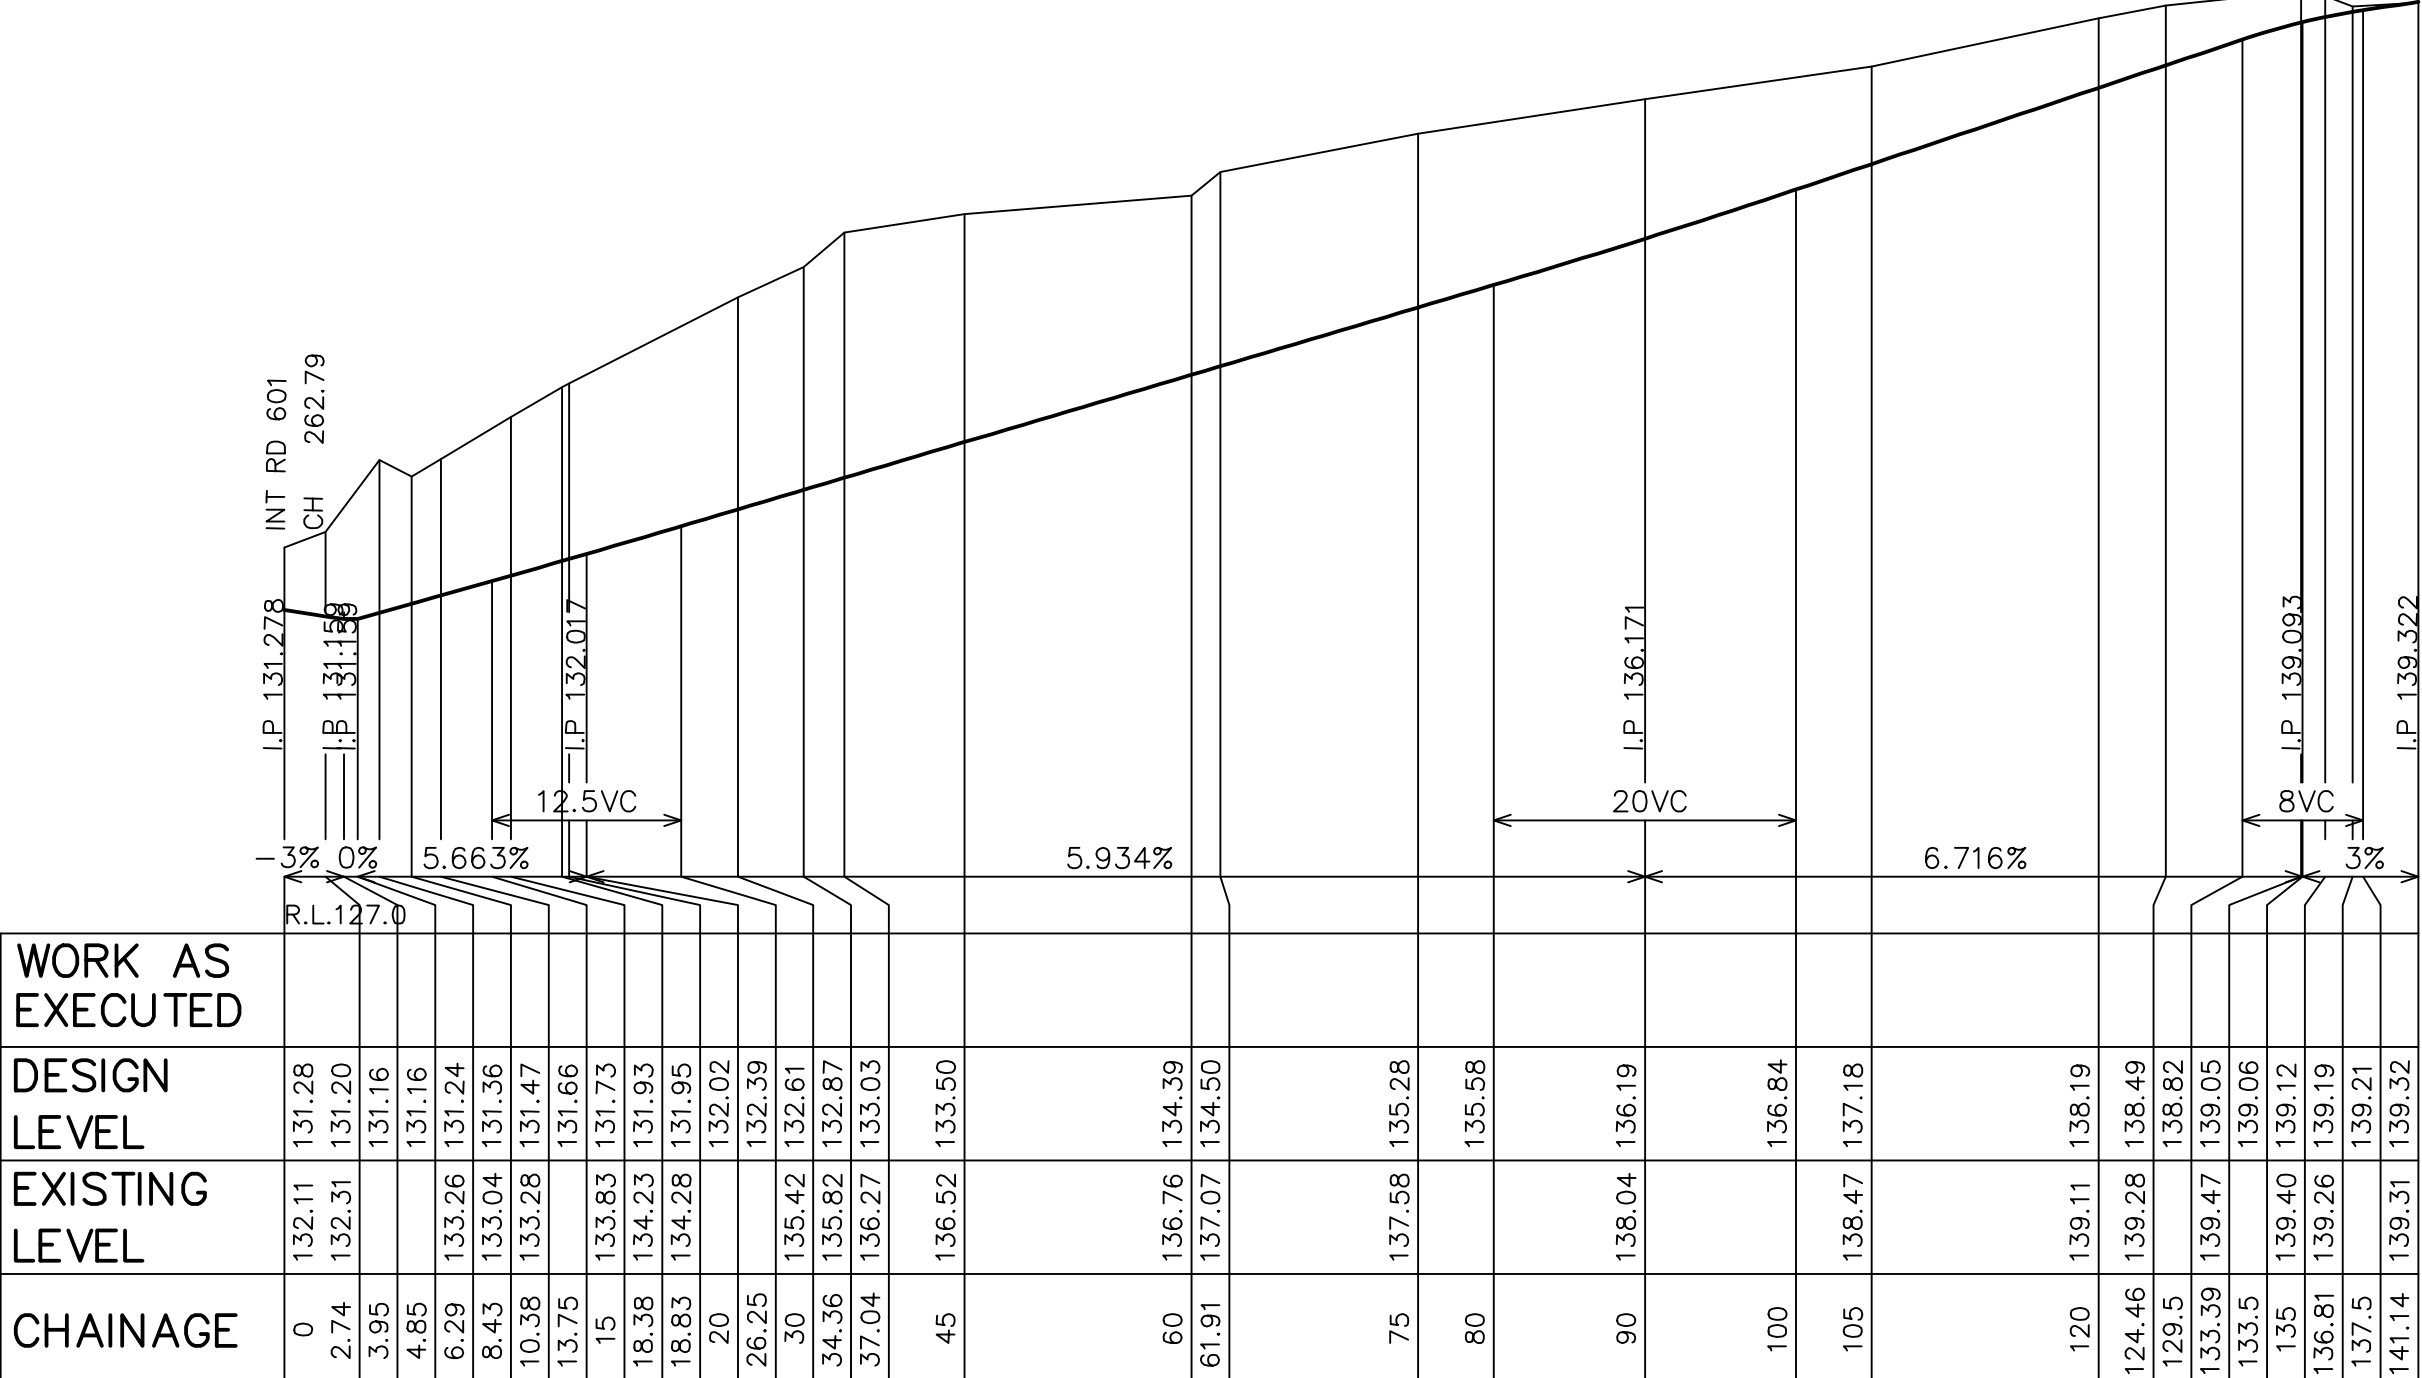 INT RD 601
CH 262.79
I.P 131.278
I.P 131.159
I.P 131.159
I.P 132.017
I.P 136.171
I.P 139.093
I.P 139.322
12.5VC
20VC
8VC
-3% 0% 5.663% 5.934% 6.716% 3%
R.L.127.0
WORK AS
EXECUTED
DESIGN
LEVEL
131.28 131.20 131.16 131.16 131.24 131.36 131.47 131.66 131.73 131.93 131.95 132.02 132.39 132.61 132.87 133.03 133.50 134.39 134.50 135.28 135.58 136.19 136.84 137.18 138.19 138.49 138.82 139.05 139.06 139.12 139.19 139.21 139.32
EXISTING
LEVEL
132.11 132.31 133.26 133.04 133.28 133.83 134.23 134.28 135.42 135.82 136.27 136.52 136.76 137.07 137.58 138.04 138.47 139.11 139.28 139.47 139.40 139.26 139.31
CHAINAGE
0 2.74 3.95 4.85 6.29 8.43 10.38 13.75 15 18.38 18.83 20 26.25 30 34.36 37.04 45 60 61.91 75 80 90 100 105 120 124.46 129.5 133.39 133.5 135 136.81 137.5 141.14